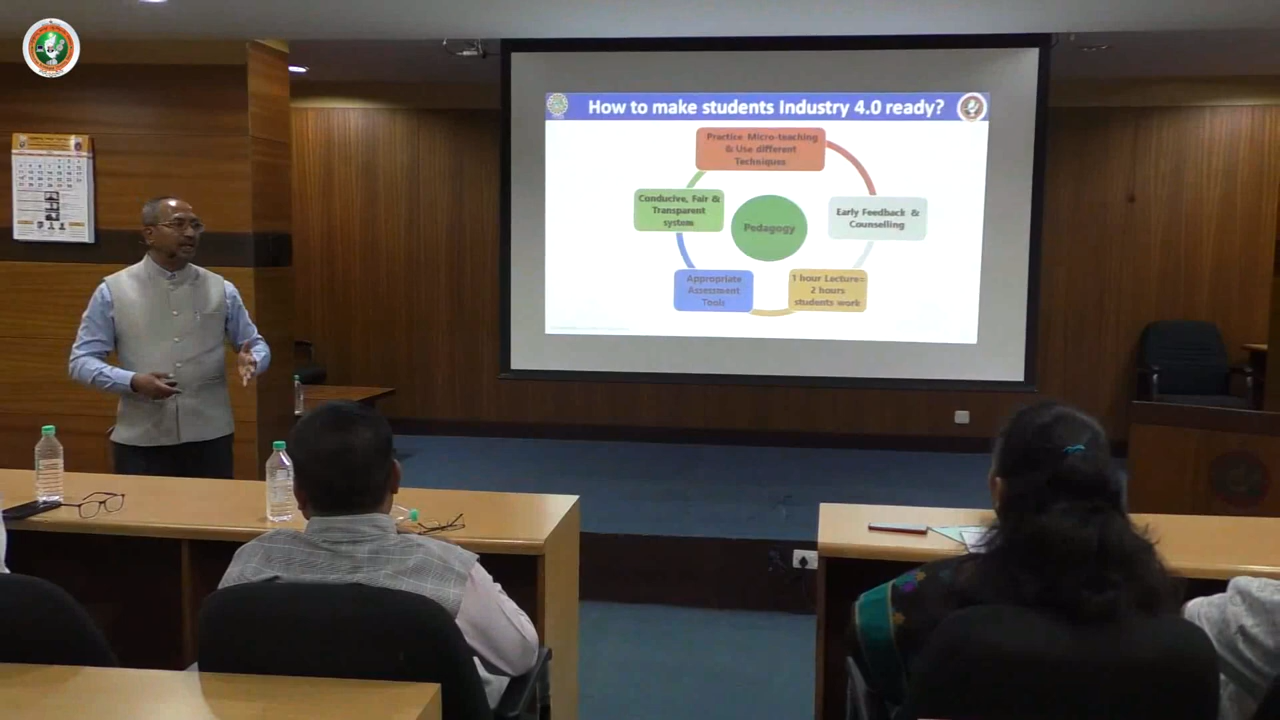 How to make students Industry 4.0 ready?
Practise Micro-teaching
& Use different
Techniques
Conducive, Fair &
Transparent
system
Pedagogy
Early Feedback &
Counselling
Appropriate
Assessment
Tools
1 hour Lecture=
2 hours
students work